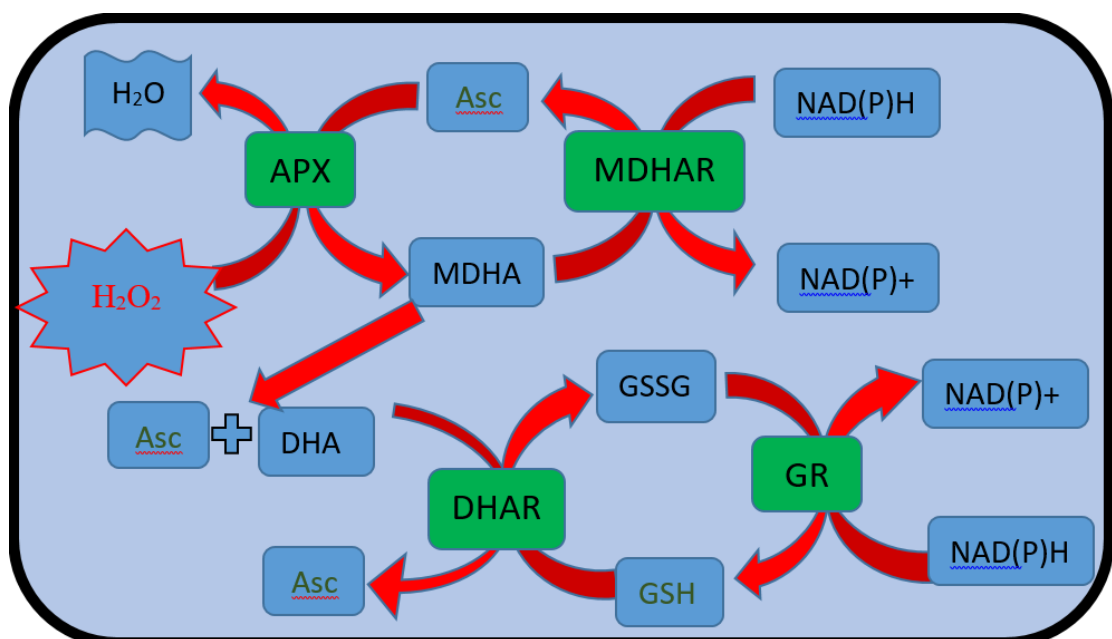 H₂O
Asc
NAD(P)H
APX
MDHAR
H₂O₂
MDHA
NAD(P)+
GSSG
NAD(P)+
Asc
DHA
GR
DHAR
NAD(P)H
Asc
GSH